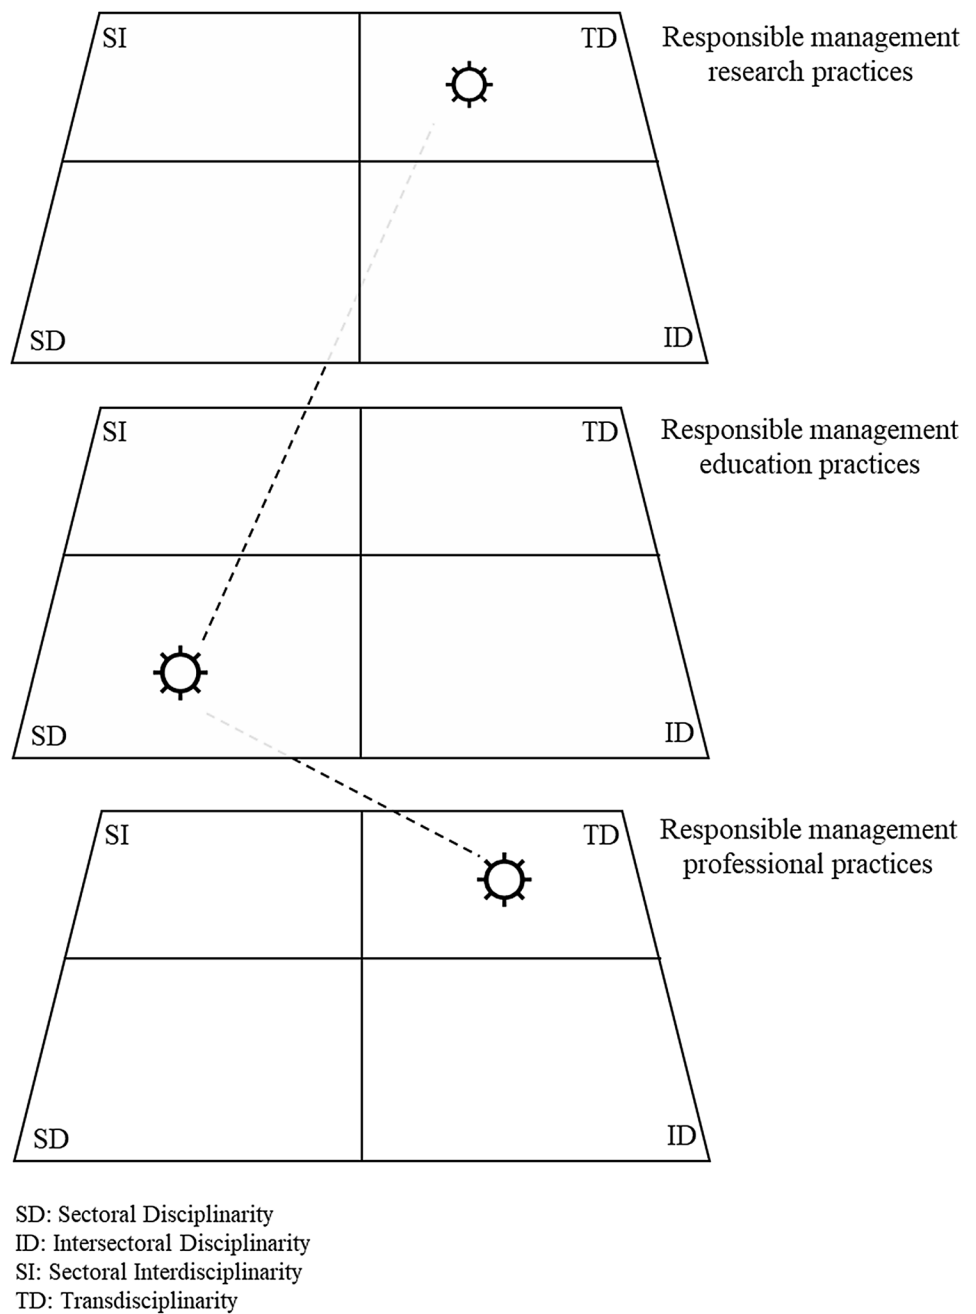 SI
TD
Responsible management
research practices
SD
ID
SI
TD
Responsible management
education practices
SD
ID
SI
TD
Responsible management
professional practices
SD
ID
SD: Sectoral Disciplinarity
ID: Intersectoral Disciplinarity
SI: Sectoral Interdisciplinarity
TD: Transdisciplinarity